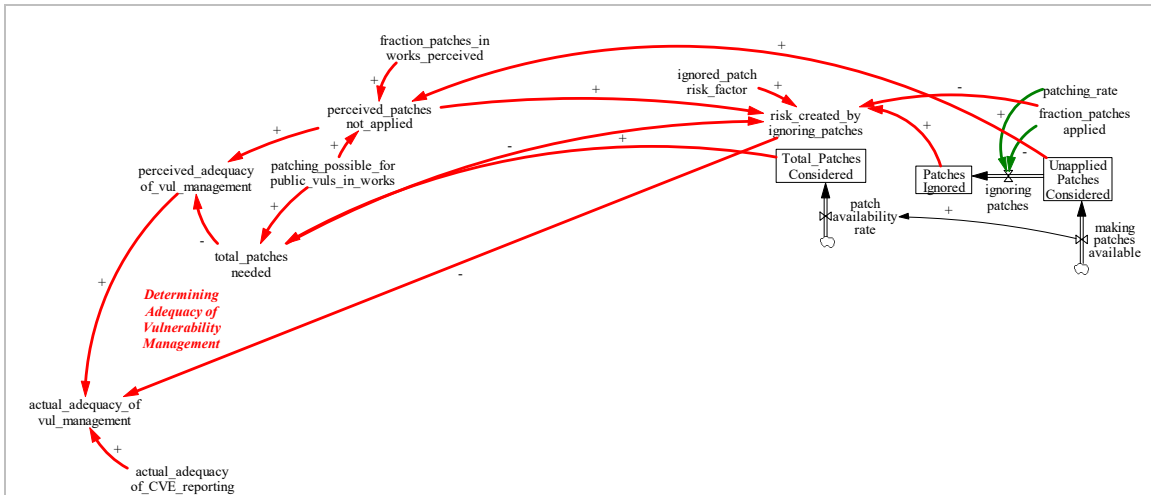 fraction_patches_in
works_perceived
+
perceived_patches
not_applied
+
+
+
patching_possible_for
public_vuls_in_works
perceived_adequacy
of_vul_management
+
-
total_patches
needed
+
Determining
Adequacy of
Vulnerability
Management
actual_adequacy_of
vul_management
+
actual_adequacy
of_CVE_reporting
-
ignored_patch
risk_factor
+
risk_created_by
ignoring_patches
-
+
Total_Patches
Considered
patch
availability
rate
+
+
-
patching_rate
+
fraction_patches
applied
-
+
Patches
Ignored
ignoring
patches
Unapplied
Patches
Considered
making
patches
available